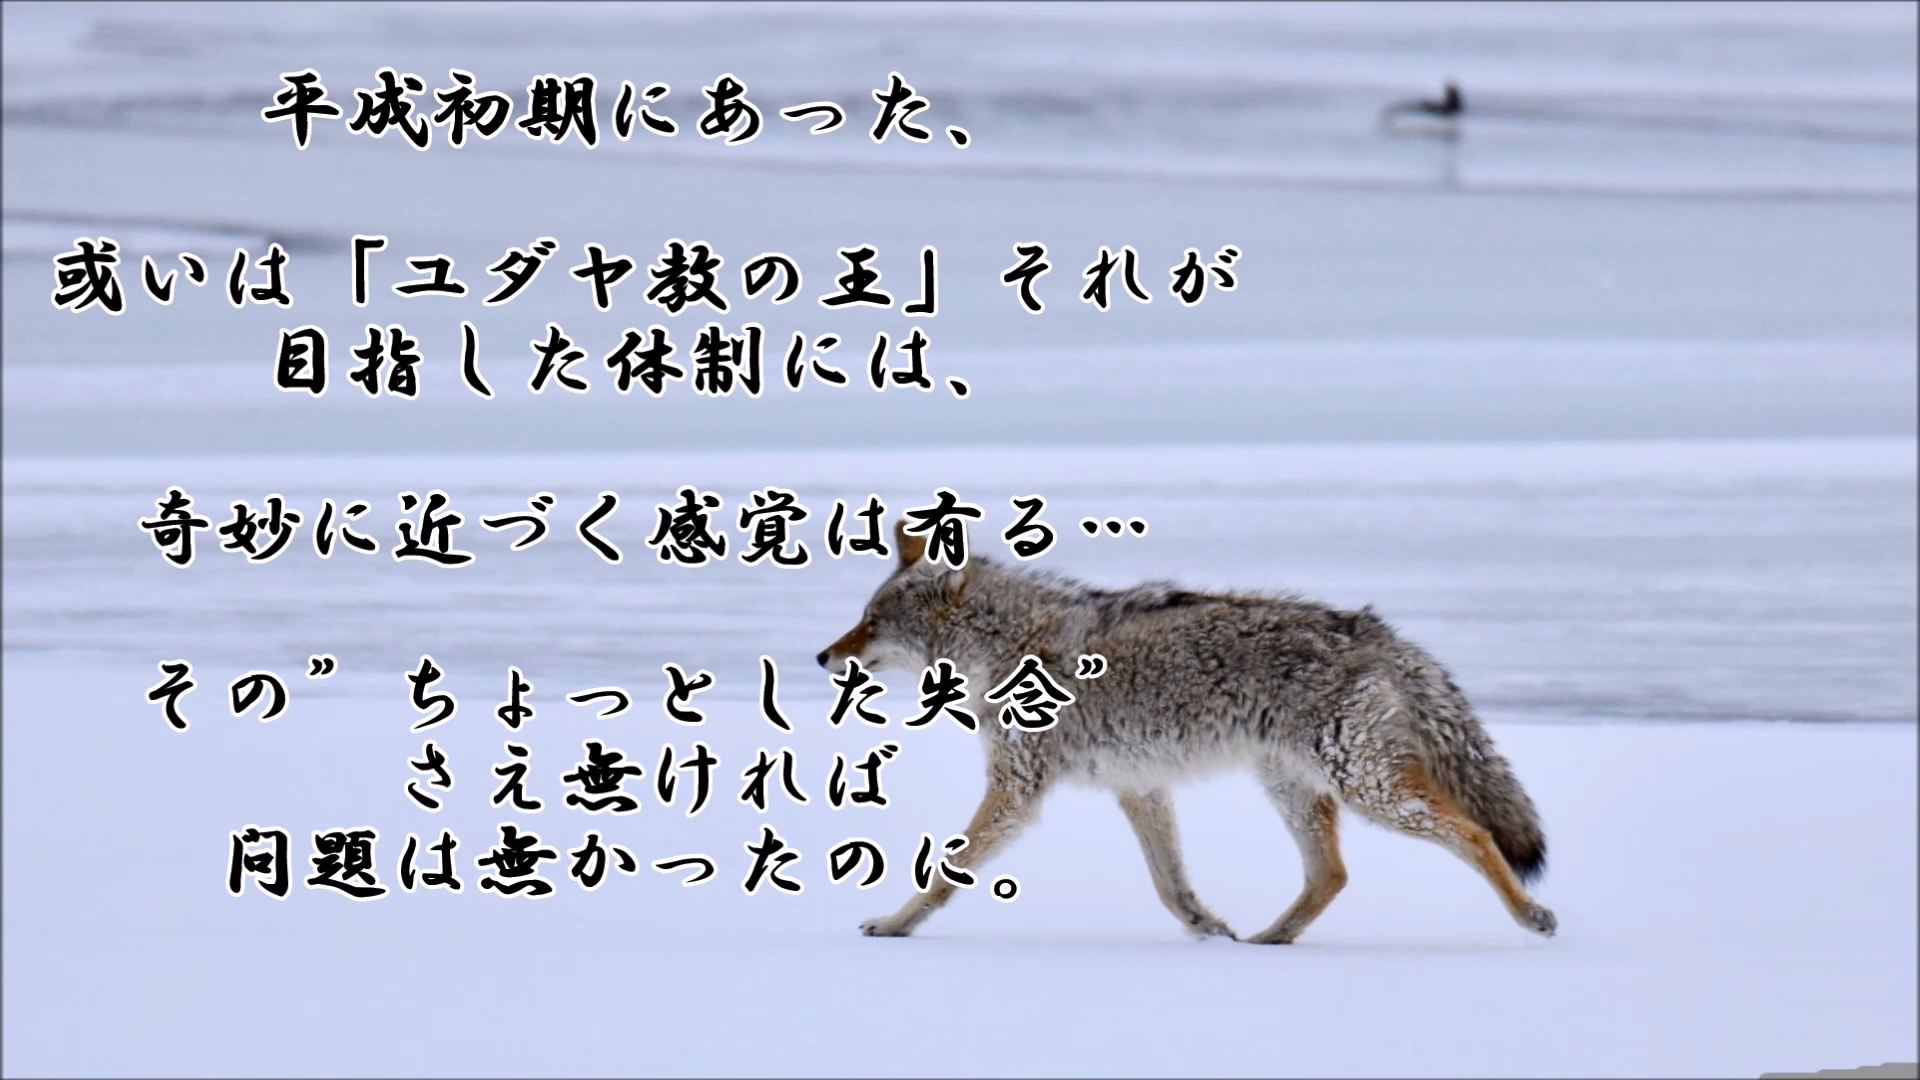 平成初期にあった、
或いは「ユダヤ教の王」それが
目指した体制には、
奇妙に近づく感覚は有る…
その”ちょっとした失念”
さえ無ければ
問題は無かったのに。